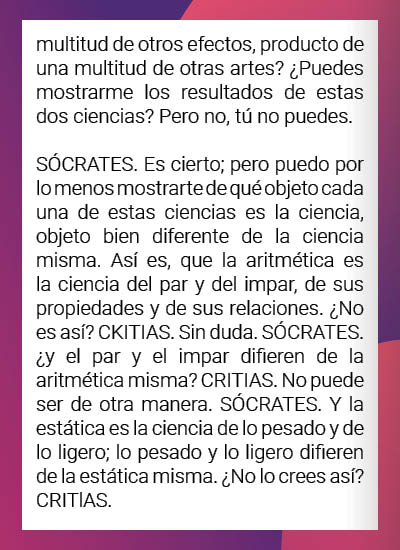 multitud de otros efectos, producto de
una multitud de otras artes? ¿Puedes
mostrarme los resultados de estas
dos ciencias? Pero no, tú no puedes.

SÓCRATES. Es cierto; pero puedo por
lo menos mostrarte de qué objeto cada
una de estas ciencias es la ciencia,
objeto bien diferente de la ciencia
misma. Así es, que la aritmética es
la ciencia del par y del impar, de sus
propiedades y de sus relaciones. ¿No
es así? CKITIAS. Sin duda. SÓCRATES.
¿y el par y el impar difieren de la
aritmética misma? CRITIAS. No puede
ser de otra manera. SÓCRATES. Y la
estática es la ciencia de lo pesado y de
lo ligero; lo pesado y lo ligero difieren
de la estática misma. ¿No lo crees así?
CRITlAS.